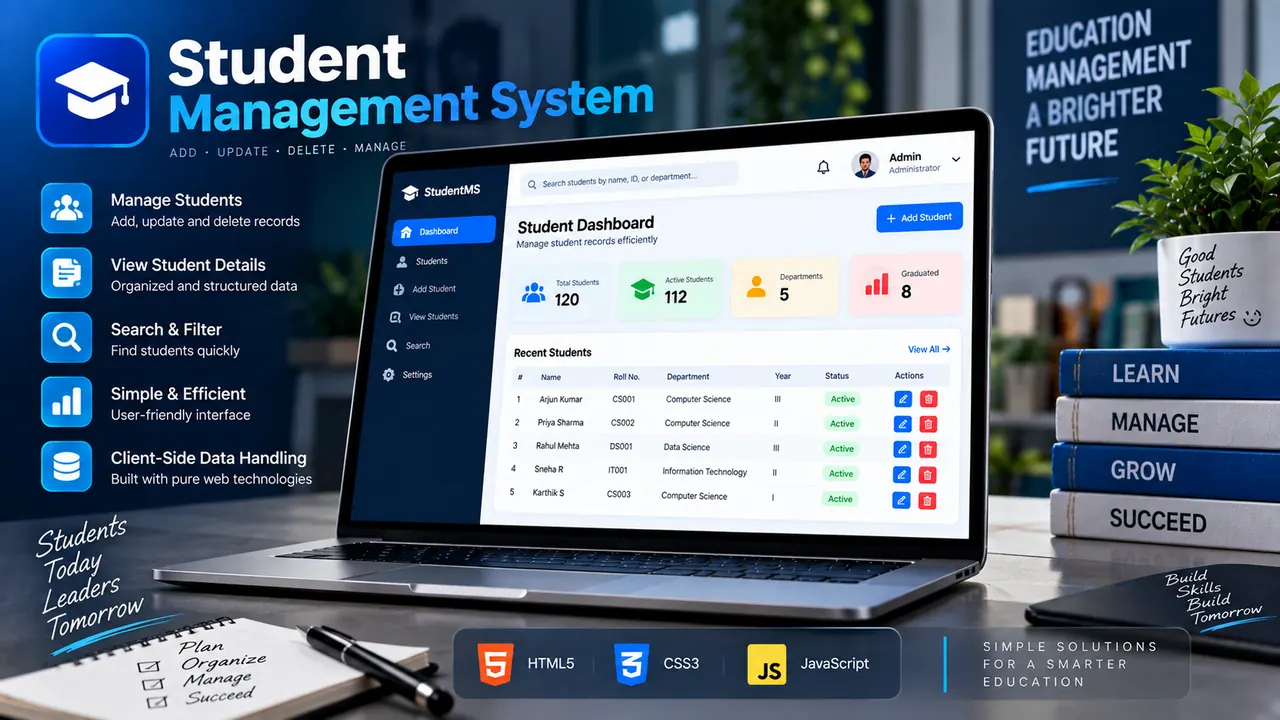 Student
Management System
ADD • UPDATE • DELETE • MANAGE
Manage Students
Add, update and delete records
View Student Details
Organized and structured data
Search & Filter
Find students quickly
Simple & Efficient
User-friendly interface
Client-Side Data Handling
Built with pure web technologies
Students
Today
Leaders
Tomorrow
Plan
Organize
Manage
Succeed
StudentMS
Dashboard
Students
Add Student
View Students
Search
Settings
Search students by name, ID, or department...
Admin
Administrator
Student Dashboard
Manage student records efficiently
+ Add Student
Total Students
120
Active Students
112
Departments
5
Graduated
8
Recent Students
View All →
# Name Roll No. Department Year Status Actions
1 Arjun Kumar CS001 Computer Science III Active
2 Priya Sharma CS002 Computer Science II Active
3 Rahul Mehta DS001 Data Science III Active
4 Sneha R IT001 Information Technology II Active
5 Karthik S CS003 Computer Science I Active
EDUCATION
MANAGEMENT
A BRIGHTER
FUTURE
Good
Students
Bright
Futures
LEARN
MANAGE
GROW
SUCCEED
Build
Skills
Build
Tomorrow
5 HTML5
3 CSS3
JS JavaScript
SIMPLE SOLUTIONS
FOR A SMARTER
EDUCATION